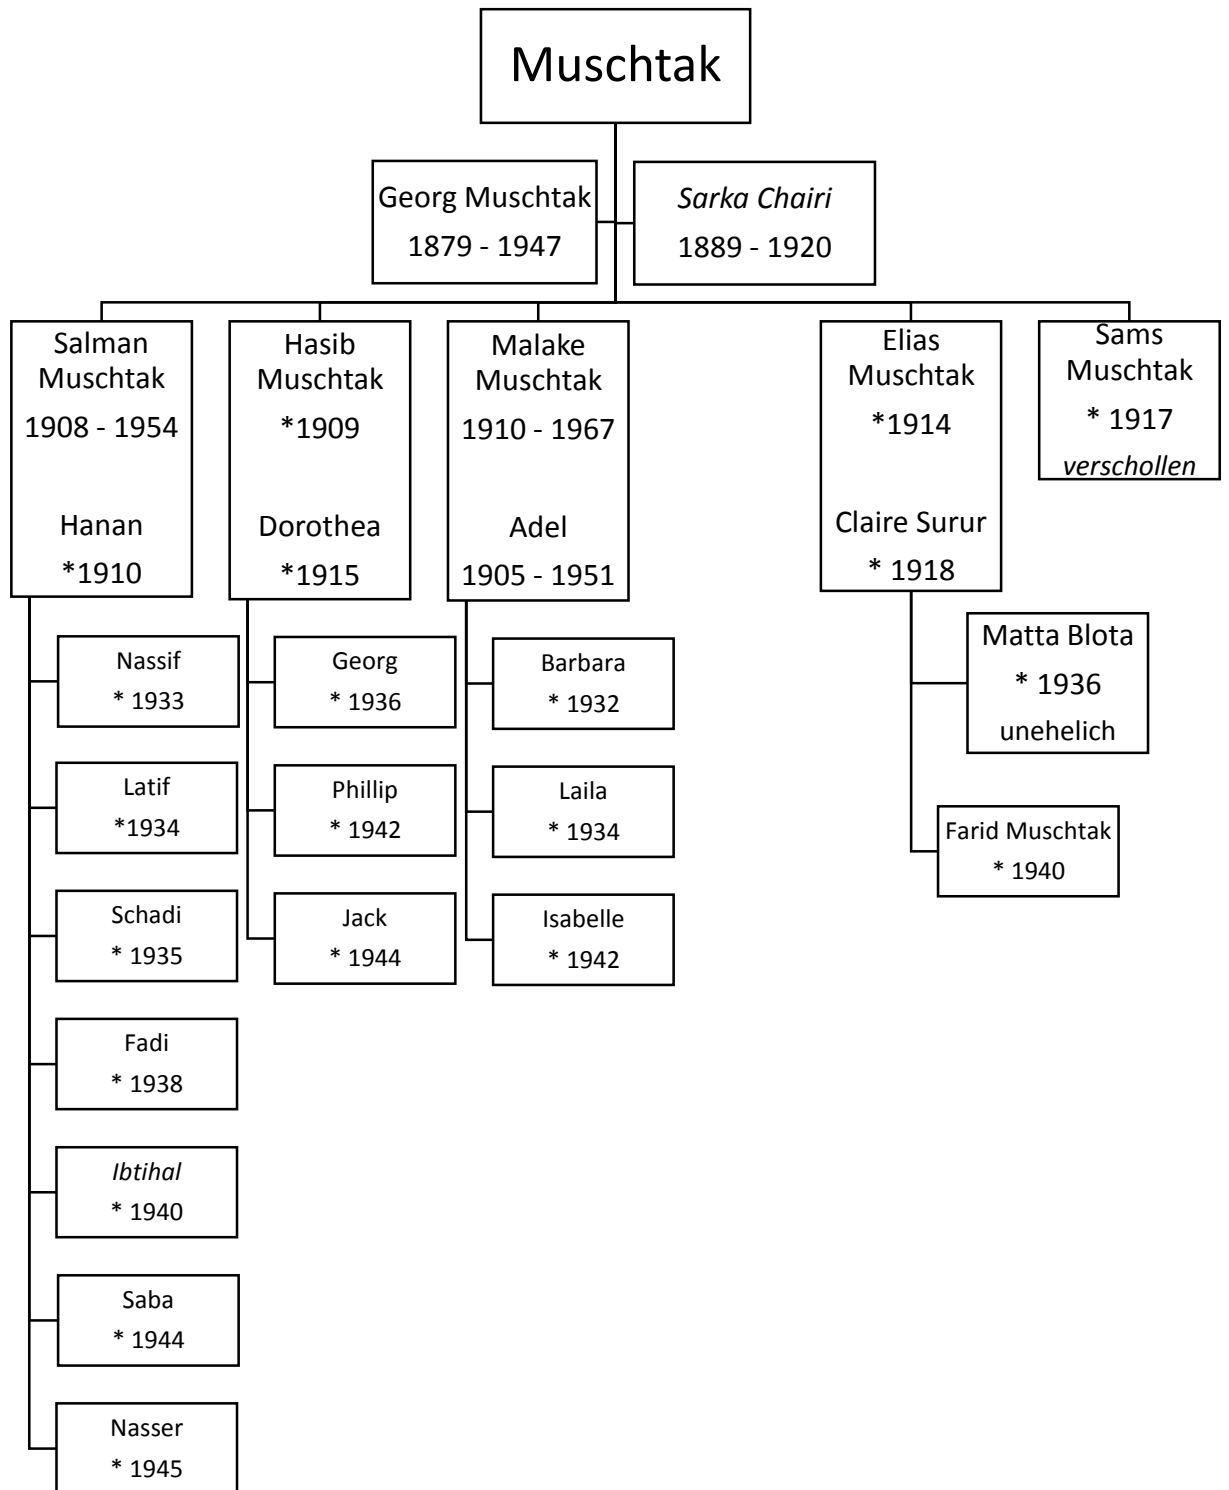 Muschtak
Georg Muschtak
1879 - 1947
Sarka Chairi
1889 - 1920
Salman
Muschtak
1908 - 1954
Hanan
*1910
Hasib
Muschtak
*1909
Dorothea
*1915
Malake
Muschtak
1910 - 1967
Adel
1905 - 1951
Elias
Muschtak
*1914
Claire Surur
* 1918
Sams
Muschtak
* 1917
verschollen
Nassif
* 1933
Latif
*1934
Schadi
* 1935
Fadi
* 1938
Ibtihal
* 1940
Saba
* 1944
Nasser
* 1945
Georg
* 1936
Phillip
* 1942
Jack
* 1944
Barbara
* 1932
Laila
* 1934
Isabelle
* 1942
Matta Blota
* 1936
unehelich
Farid Muschtak
* 1940